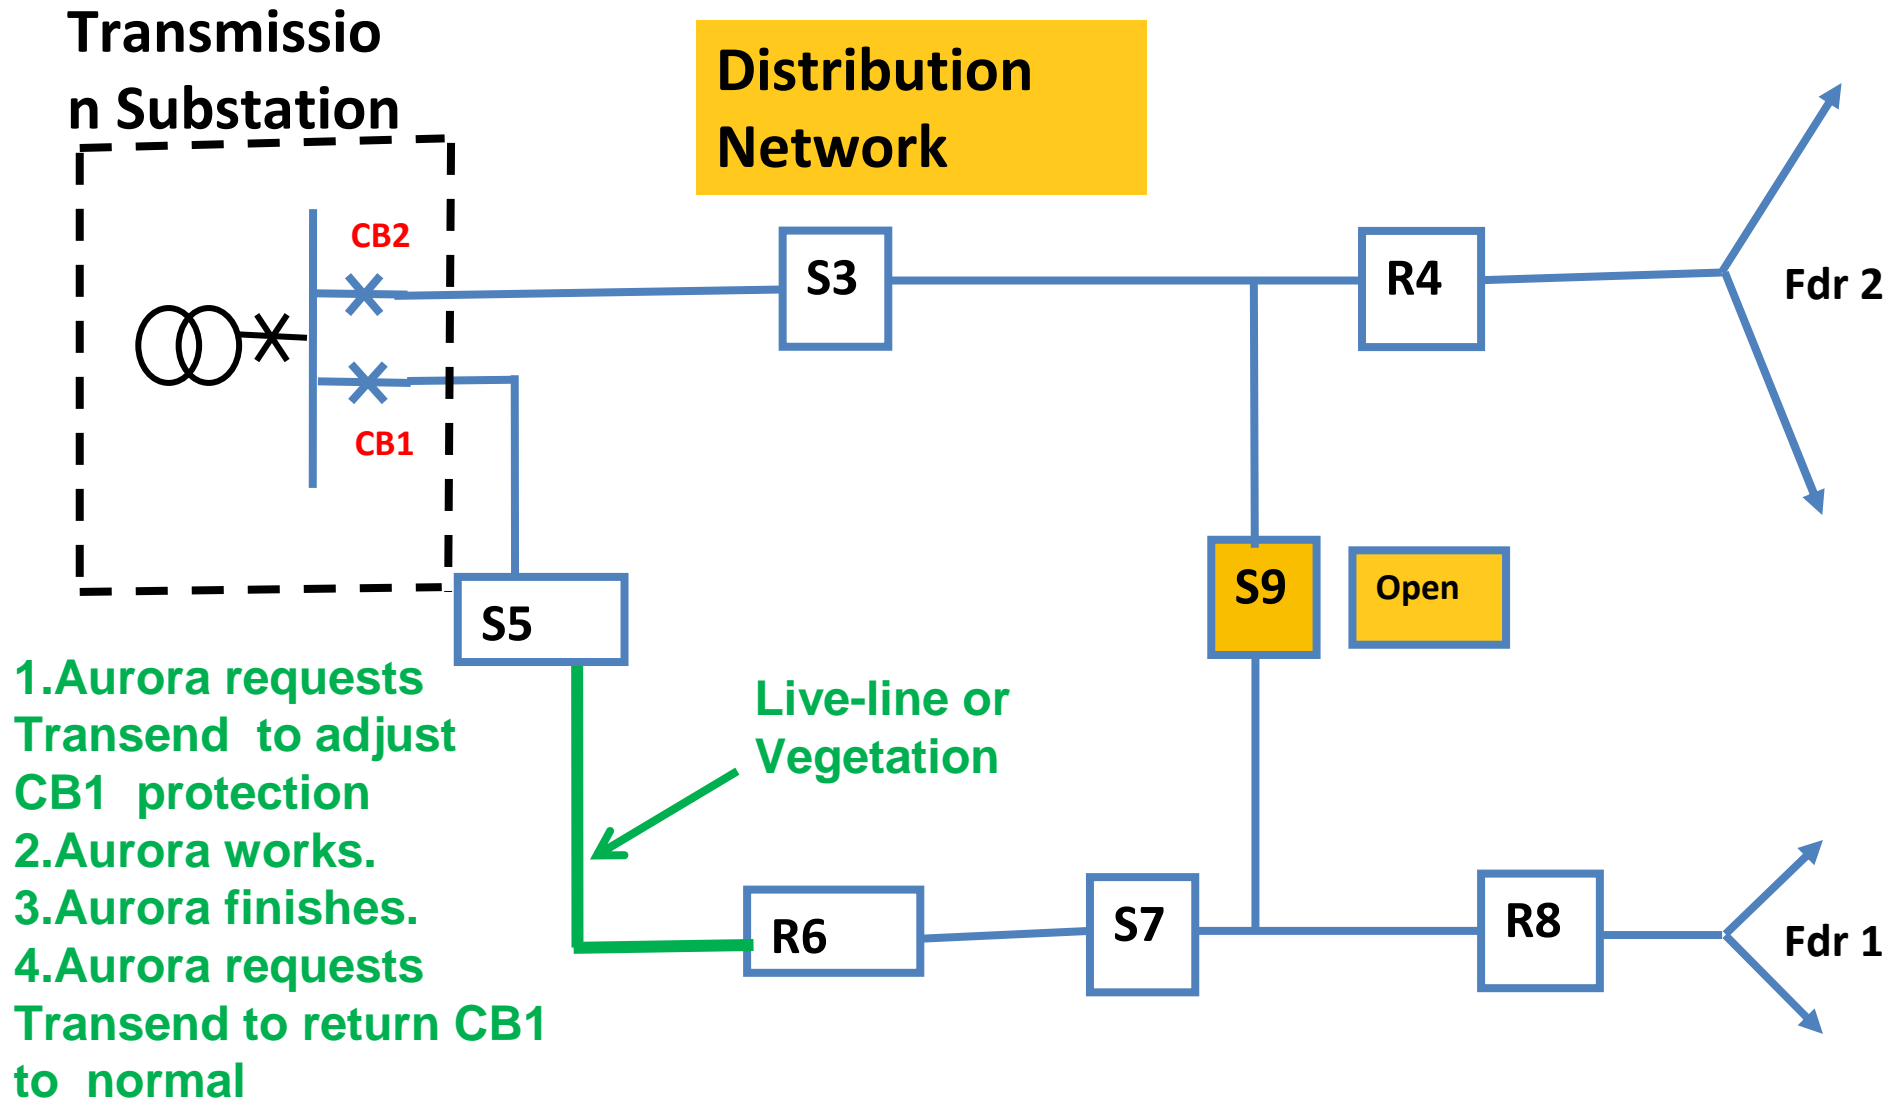 Transmissio
n Substation
Distribution
Network
CB2
S3
R4
Fdr 2
CB1
S9
Open
S5
1.Aurora requests
Transend  to adjust
CB1  protection
2.Aurora works.
3.Aurora finishes.
4.Aurora requests
Transend to return CB1
to  normal
Live-line or
Vegetation
R6
S7
R8
Fdr 1